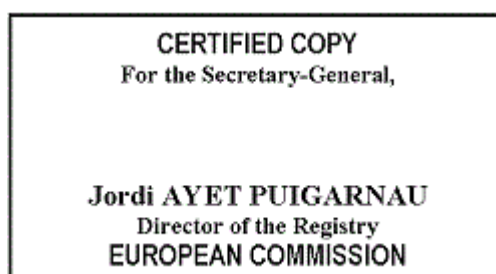 CERTIFIED COPY
For the Secretary-General,
Jordi AYET PUIGARNAU
Director of the Registry
EUROPEAN COMMISSION